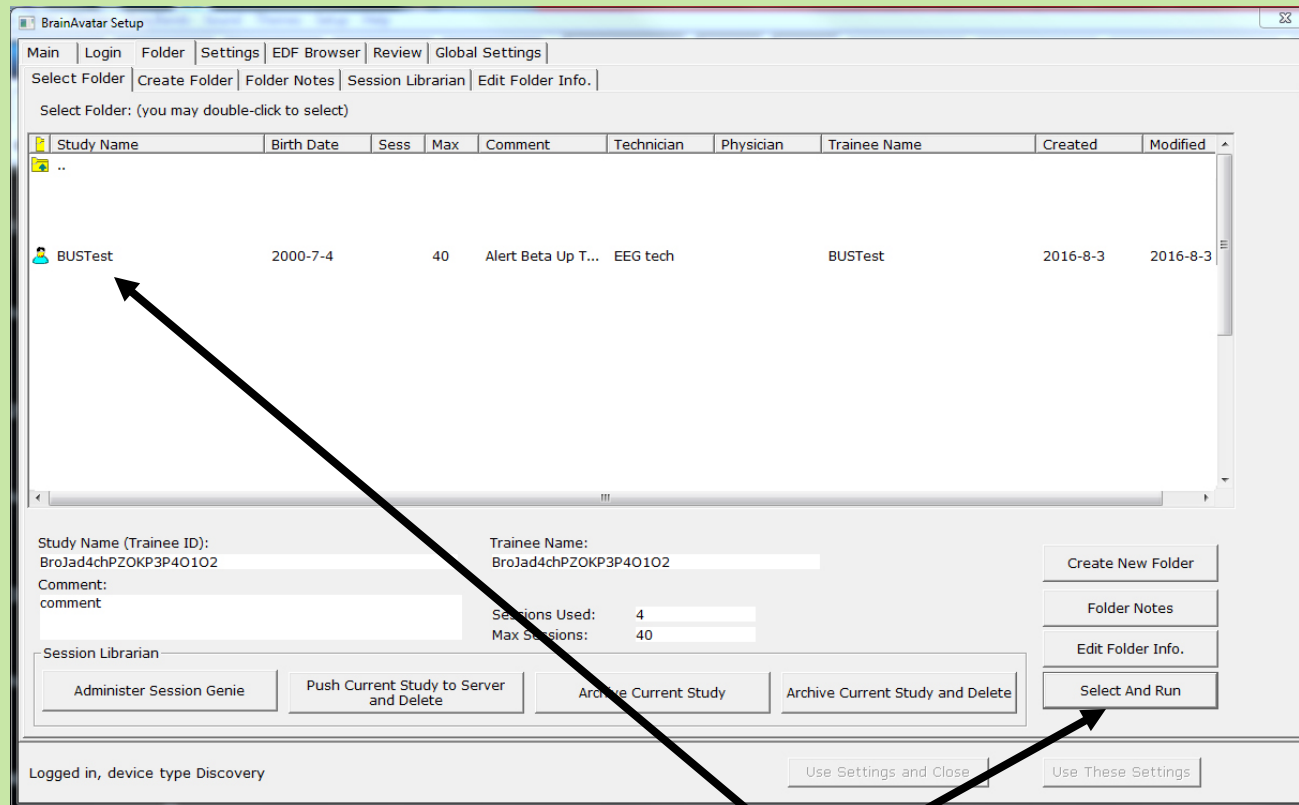 BrainAvatar Setup
Main Login Folder Settings EDF Browser Review Global Settings
Select Folder Create Folder Folder Notes Session Librarian Edit Folder Info.
Select Folder: (you may double-click to select)
Study Name Birth Date Sess Max Comment Technician Physician Trainee Name Created Modified
..
BUSTest 2000-7-4 40 Alert Beta Up T... EEG tech BUSTest 2016-8-3 2016-8-3
Study Name (Trainee ID): Trainee Name:
BroJad4chPZOKP3P4O1O2 BroJad4chPZOKP3P4O1O2
Create New Folder
Comment:
comment
Sessions Used: 4
Folder Notes
Max Sessions: 40
Edit Folder Info.
Session Librarian
Administer Session Genie Push Current Study to Server and Delete Archive Current Study Archive Current Study and Delete Select And Run
Logged in, device type Discovery Use Settings and Close Use These Settings